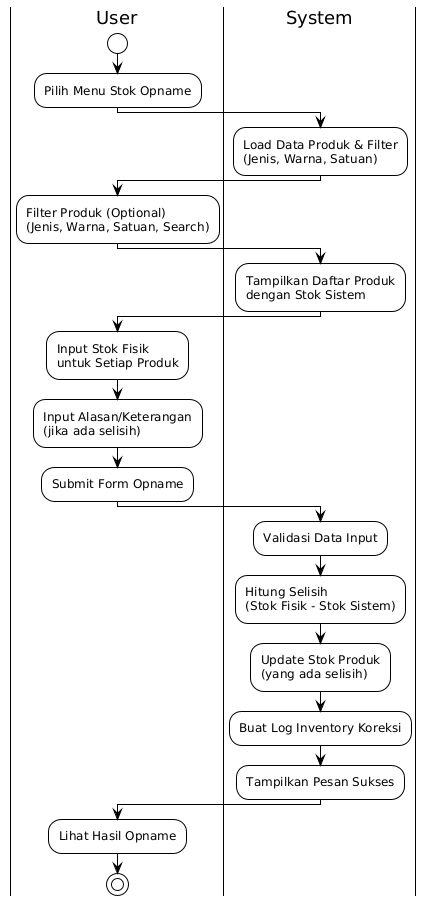 User
System
Pilih Menu Stok Opname
Load Data Produk & Filter
(Jenis, Warna, Satuan)
Filter Produk (Optional)
(Jenis, Warna, Satuan, Search)
Tampilkan Daftar Produk
dengan Stok Sistem
Input Stok Fisik
untuk Setiap Produk
Input Alasan/Keterangan
(jika ada selisih)
Submit Form Opname
Validasi Data Input
Hitung Selisih
(Stok Fisik - Stok Sistem)
Update Stok Produk
(yang ada selisih)
Buat Log Inventory Koreksi
Tampilkan Pesan Sukses
Lihat Hasil Opname